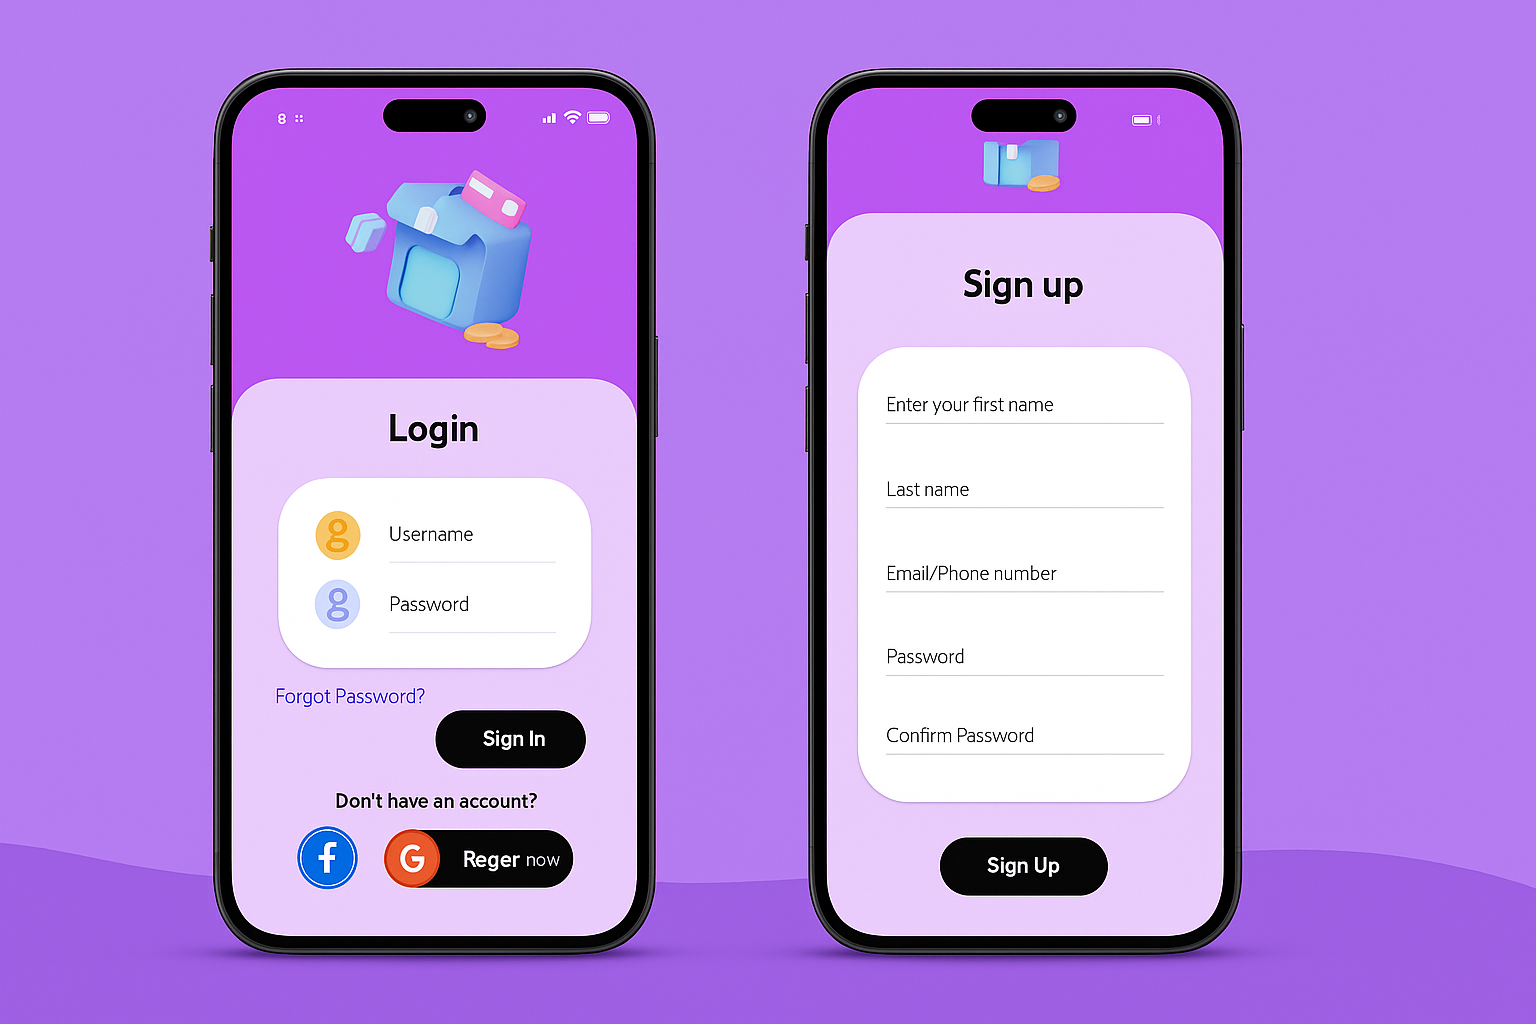 8
Login
g
Username
g
Password
Forgot Password?
Sign In
Don't have an account?
f
G
Reger now
Sign up
Enter your first name
Last name
Email/Phone number
Password
Confirm Password
Sign Up